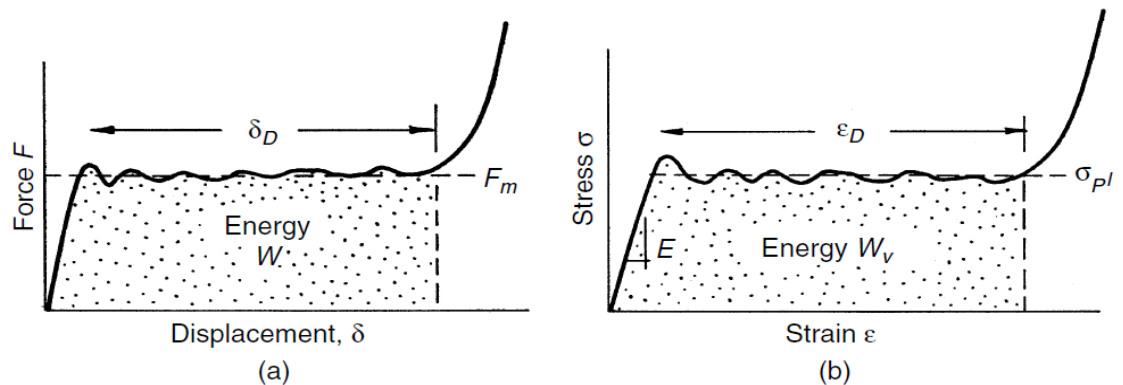 Force F
δD
Fm
Energy
W
Displacement, δ
(a)
Stress σ
εD
σPl
E
Energy Wv
Strain ε
(b)